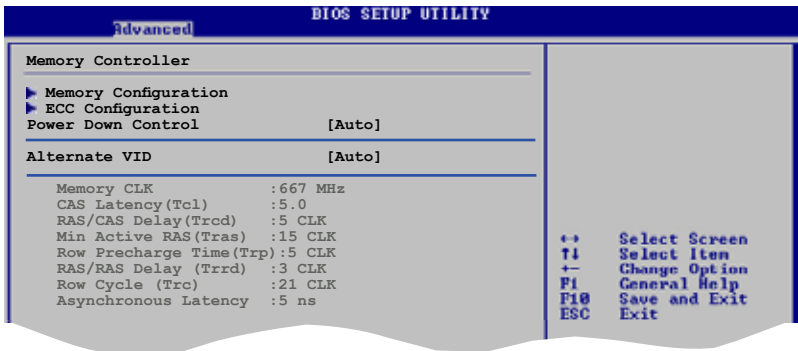 BIOS SETUP UTILITY
Advanced
Memory Controller
Memory Configuration
ECC Configuration
Power Down Control [Auto]
Alternate VID [Auto]
Memory CLK :667 MHz
CAS Latency(Tcl) :5.0
RAS/CAS Delay(Trcd) :5 CLK
Min Active RAS(Tras) :15 CLK
Row Precharge Time(Trp):5 CLK
RAS/RAS Delay (Trrd) :3 CLK
Row Cycle (Trc) :21 CLK
Asynchronous Latency :5 ns
↔ Select Screen
↑↓ Select Item
+- Change Option
F1 General Help
F10 Save and Exit
ESC Exit